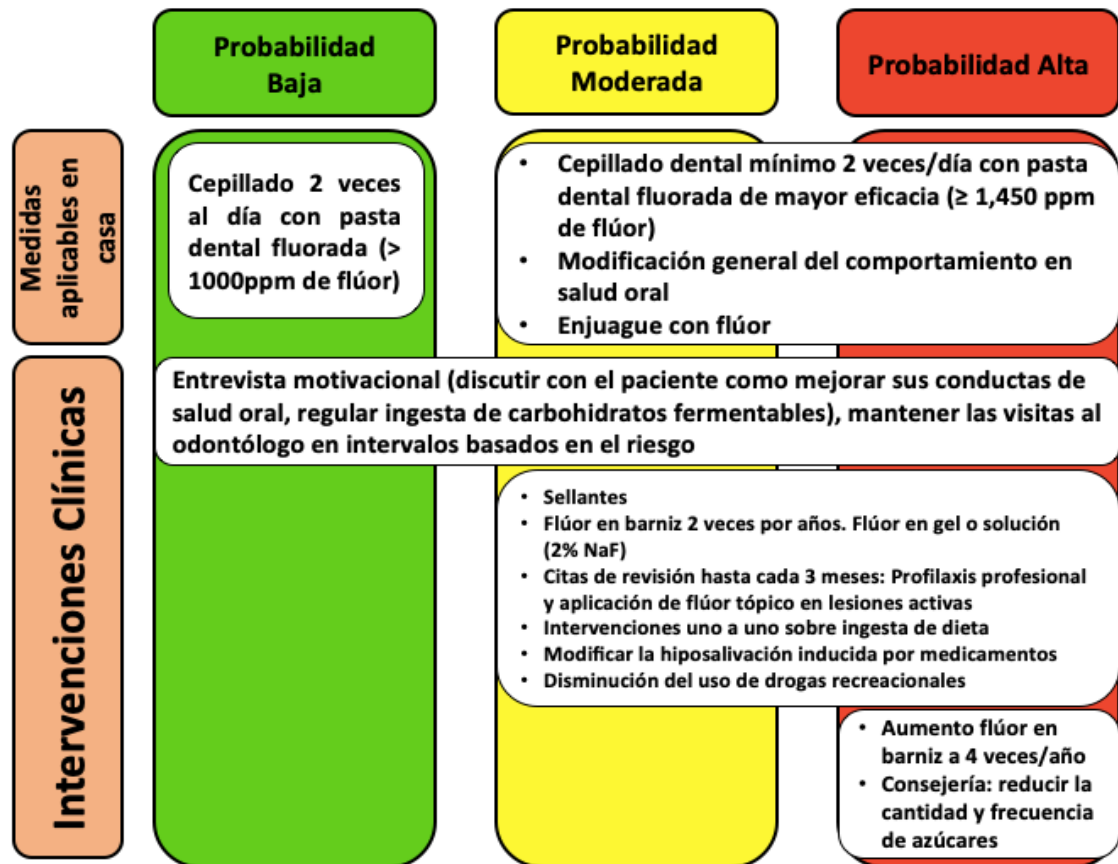 Probabilidad
Baja
Probabilidad
Moderada
Probabilidad Alta
Medidas
aplicables en
casa
Cepillado 2 veces
al día con pasta
dental fluorada (>
1000ppm de flúor)
• Cepillado dental mínimo 2 veces/día con pasta
dental fluorada de mayor eficacia (≥ 1,450 ppm
de flúor)
• Modificación general del comportamiento en
salud oral
• Enjuague con flúor
Intervenciones Clínicas
Entrevista motivacional (discutir con el paciente como mejorar sus conductas de
salud oral, regular ingesta de carbohidratos fermentables), mantener las visitas al
odontólogo en intervalos basados en el riesgo
• Sellantes
• Flúor en barniz 2 veces por años. Flúor en gel o solución
(2% NaF)
• Citas de revisión hasta cada 3 meses: Profilaxis profesional
y aplicación de flúor tópico en lesiones activas
• Intervenciones uno a uno sobre ingesta de dieta
• Modificar la hiposalivación inducida por medicamentos
• Disminución del uso de drogas recreacionales
• Aumento flúor en
barniz a 4 veces/año
• Consejería: reducir la
cantidad y frecuencia
de azúcares